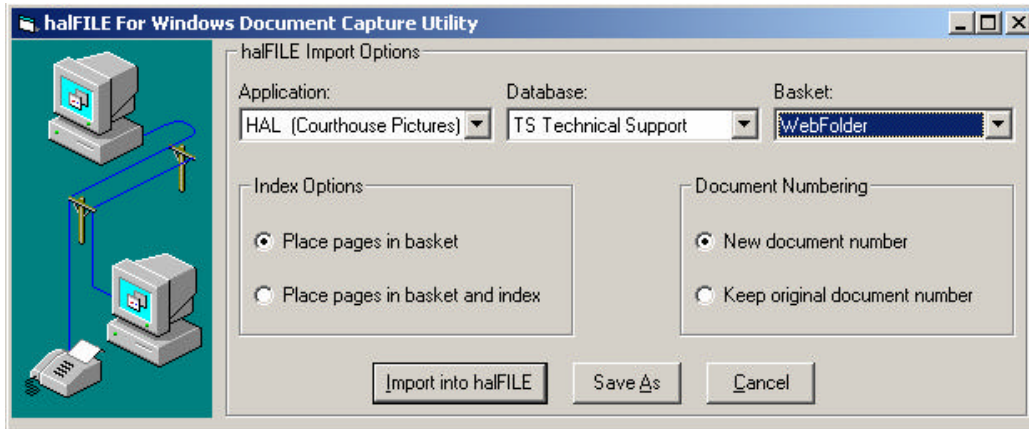 halFILE For Windows Document Capture Utility
halFILE Import Options
Application: Database: Basket:
HAL (Courthouse Pictures) TS Technical Support WebFolder
Index Options Document Numbering
Place pages in basket New document number
Place pages in basket and index Keep original document number
Import into halFILE Save As Cancel